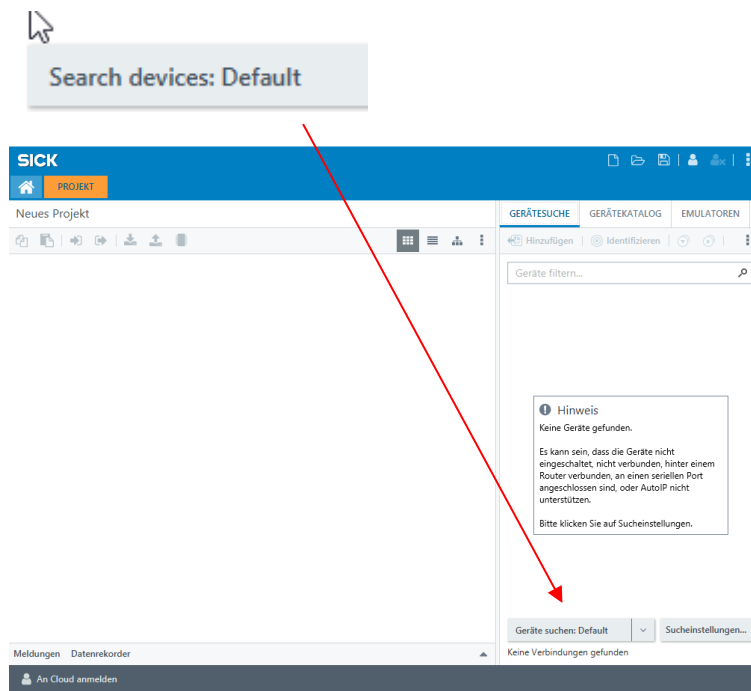 Search devices: Default
SICK
PROJEKT
Neues Projekt
GERÄTESUCHE GERÄTEKATALOG EMULATOREN
Hinzufügen Identifizieren
Geräte filtern...
Hinweis
Keine Geräte gefunden.
Es kann sein, dass die Geräte nicht
eingeschaltet, nicht verbunden, hinter einem
Router verbunden, an einen seriellen Port
angeschlossen sind, oder AutoIP nicht
unterstützen.
Bitte klicken Sie auf Sucheinstellungen.
Geräte suchen: Default Sucheinstellungen...
Meldungen Datenrekorder
Keine Verbindungen gefunden
An Cloud anmelden